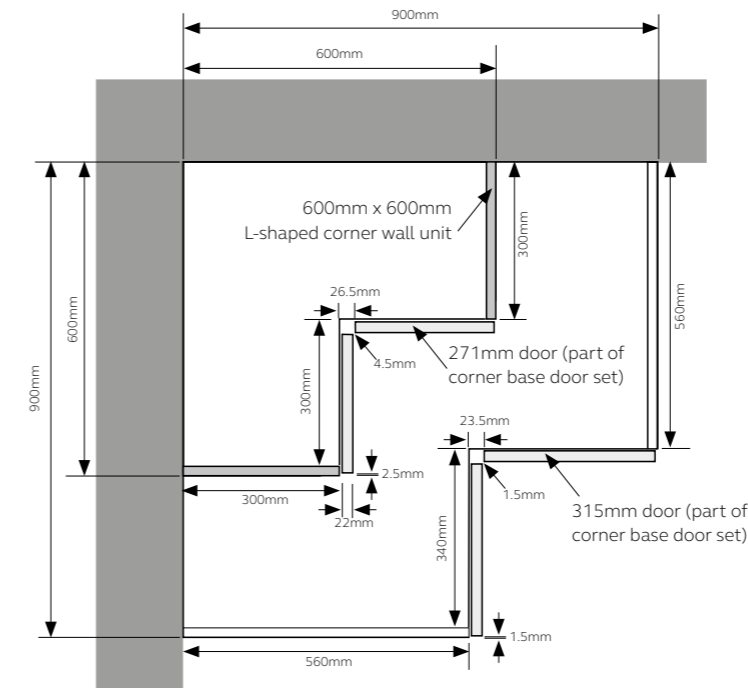 900mm
600mm
600mm x 600mm
L-shaped corner wall unit
300mm
560mm
600mm
900mm
26.5mm
271mm door (part of
corner base door set)
4.5mm
300mm
23.5mm
2.5mm
300mm
22mm
1.5mm
315mm door (part of
corner base door set)
340mm
1.5mm
560mm